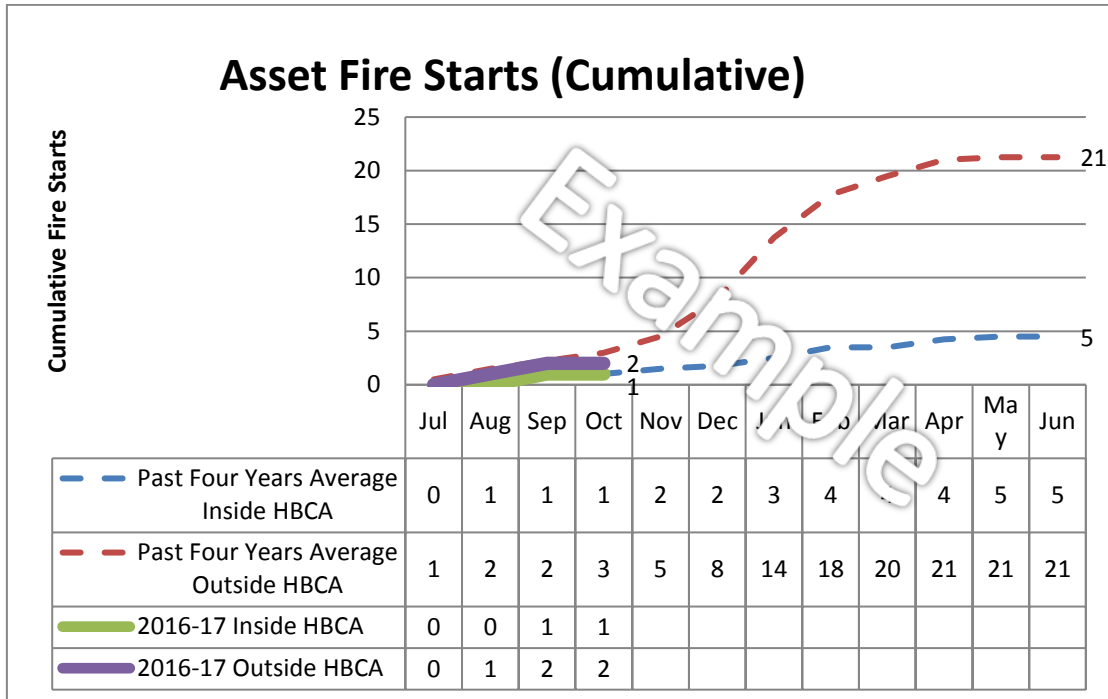 Asset Fire Starts (Cumulative)
Cumulative Fire Starts
25
20
15
10
5
0
21
5
2
1
Example
Jul Aug Sep Oct Nov Dec Jan Feb Mar Apr Ma
y Jun
Past Four Years Average
Inside HBCA 0 1 1 1 2 2 3 4 4 4 5 5
Past Four Years Average
Outside HBCA 1 2 2 3 5 8 14 18 20 21 21 21
2016-17 Inside HBCA 0 0 1 1
2016-17 Outside HBCA 0 1 2 2